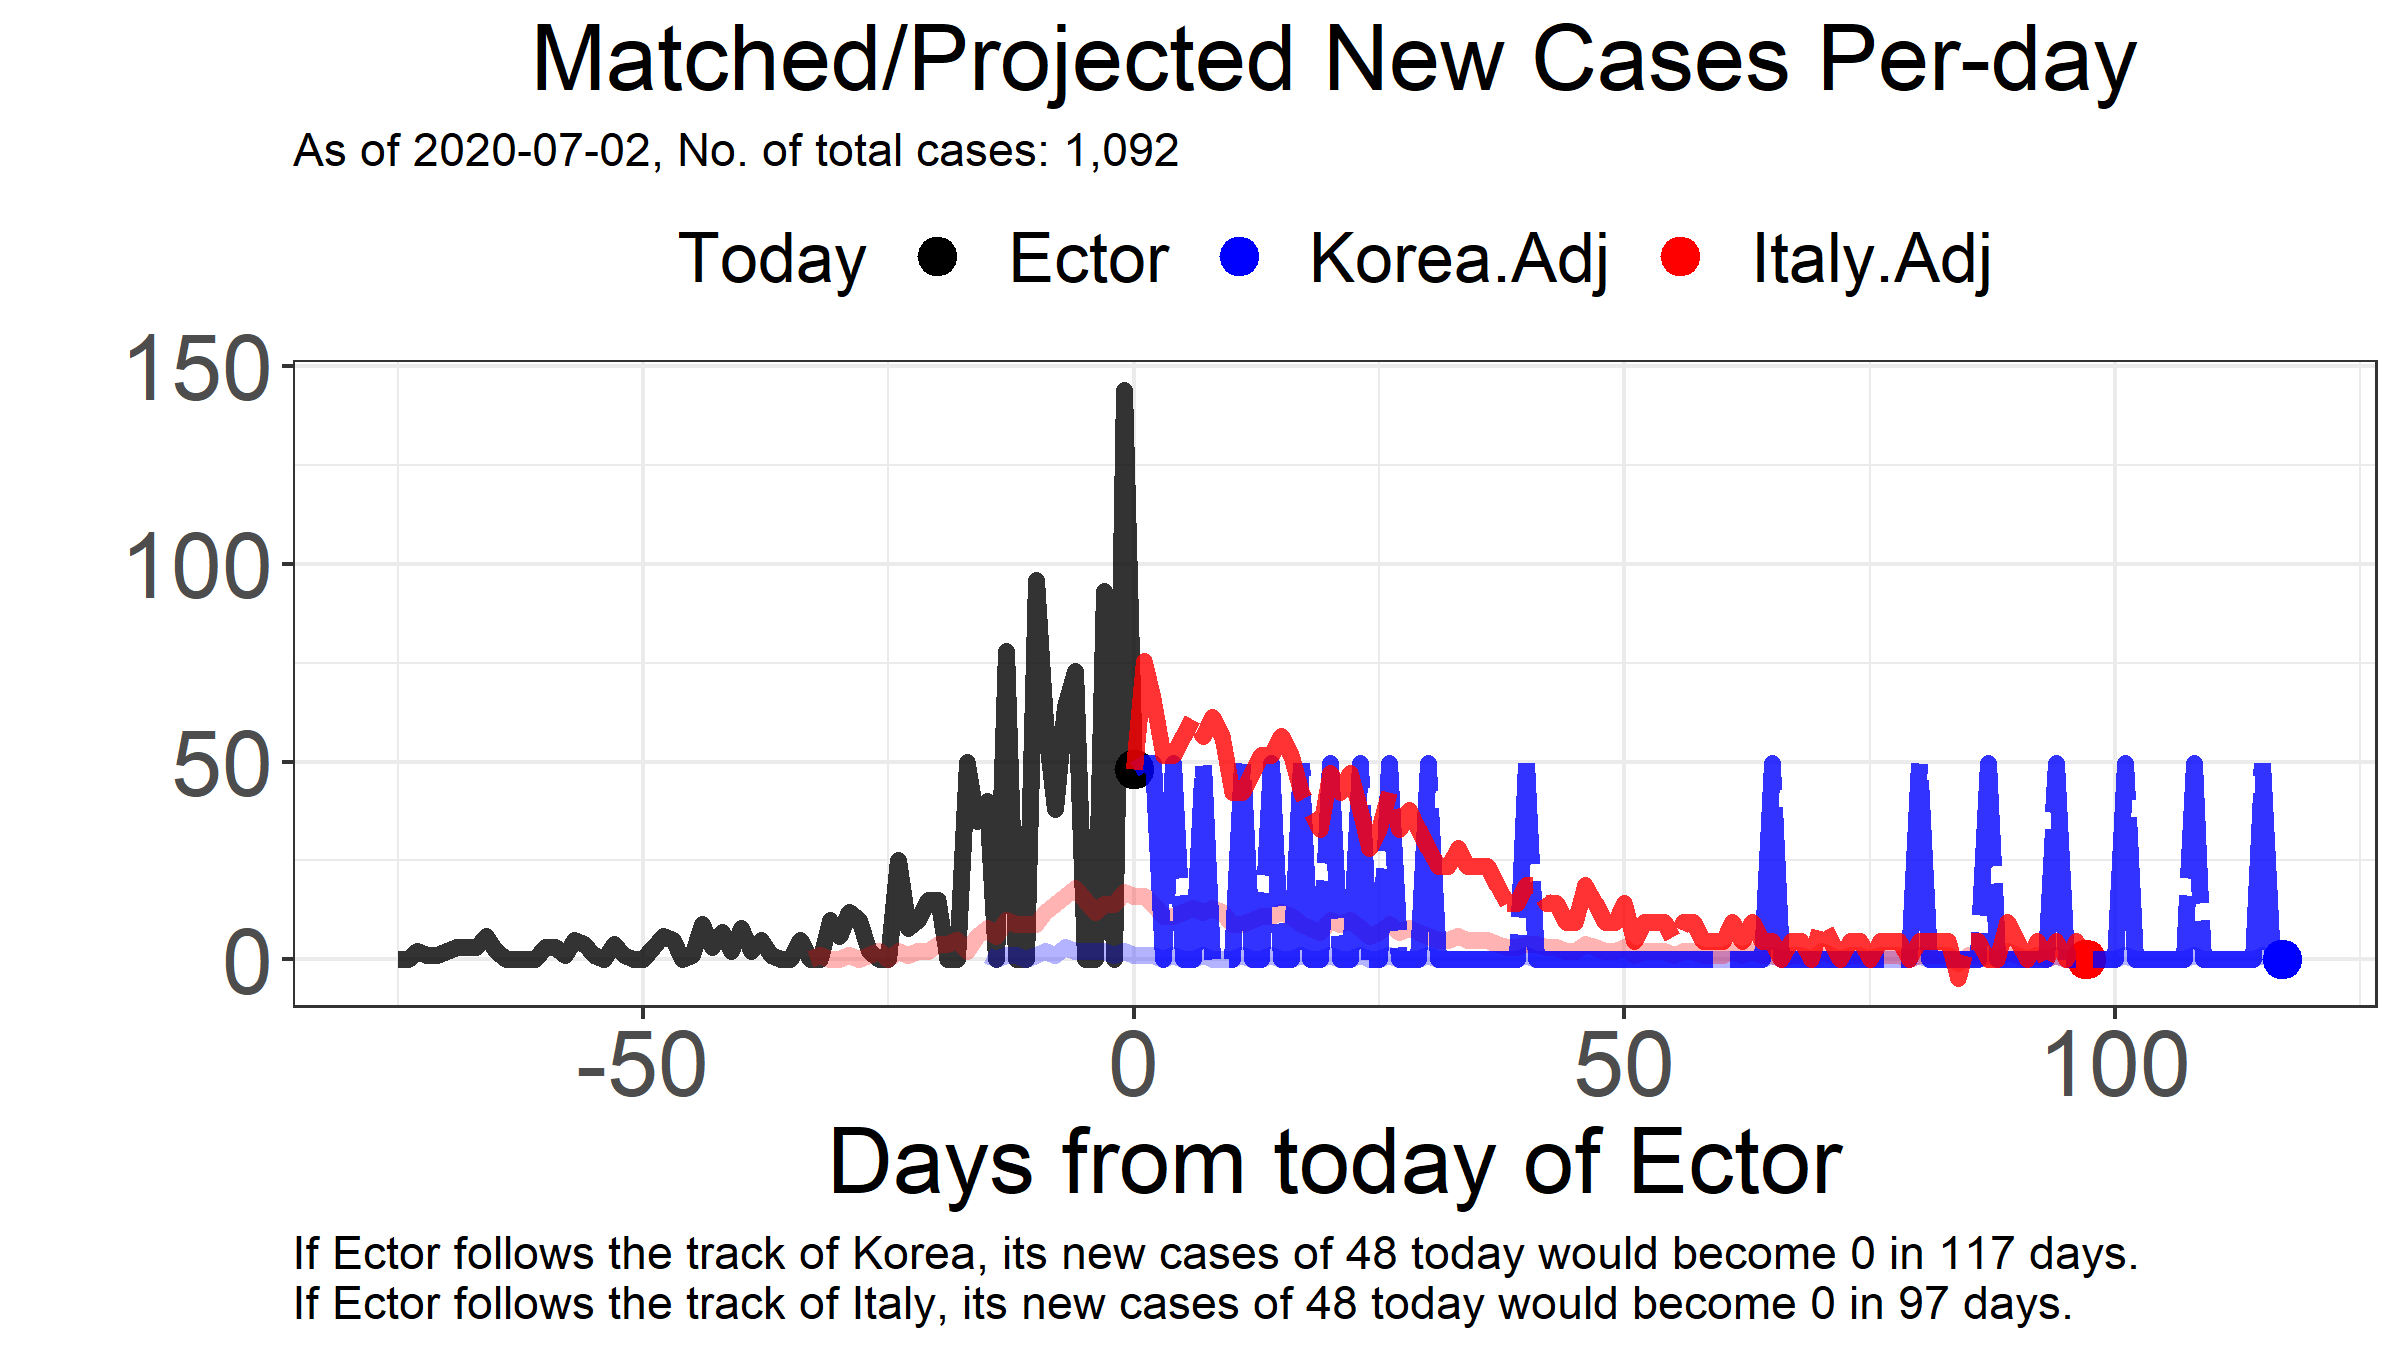 Matched/Projected New Cases Per-day
As of 2020-07-02, No. of total cases: 1,092
Today Ector Korea.Adj Italy.Adj
150
100
50
0
-50 0 50 100
Days from today of Ector
If Ector follows the track of Korea, its new cases of 48 today would become 0 in 117 days.
If Ector follows the track of Italy, its new cases of 48 today would become 0 in 97 days.